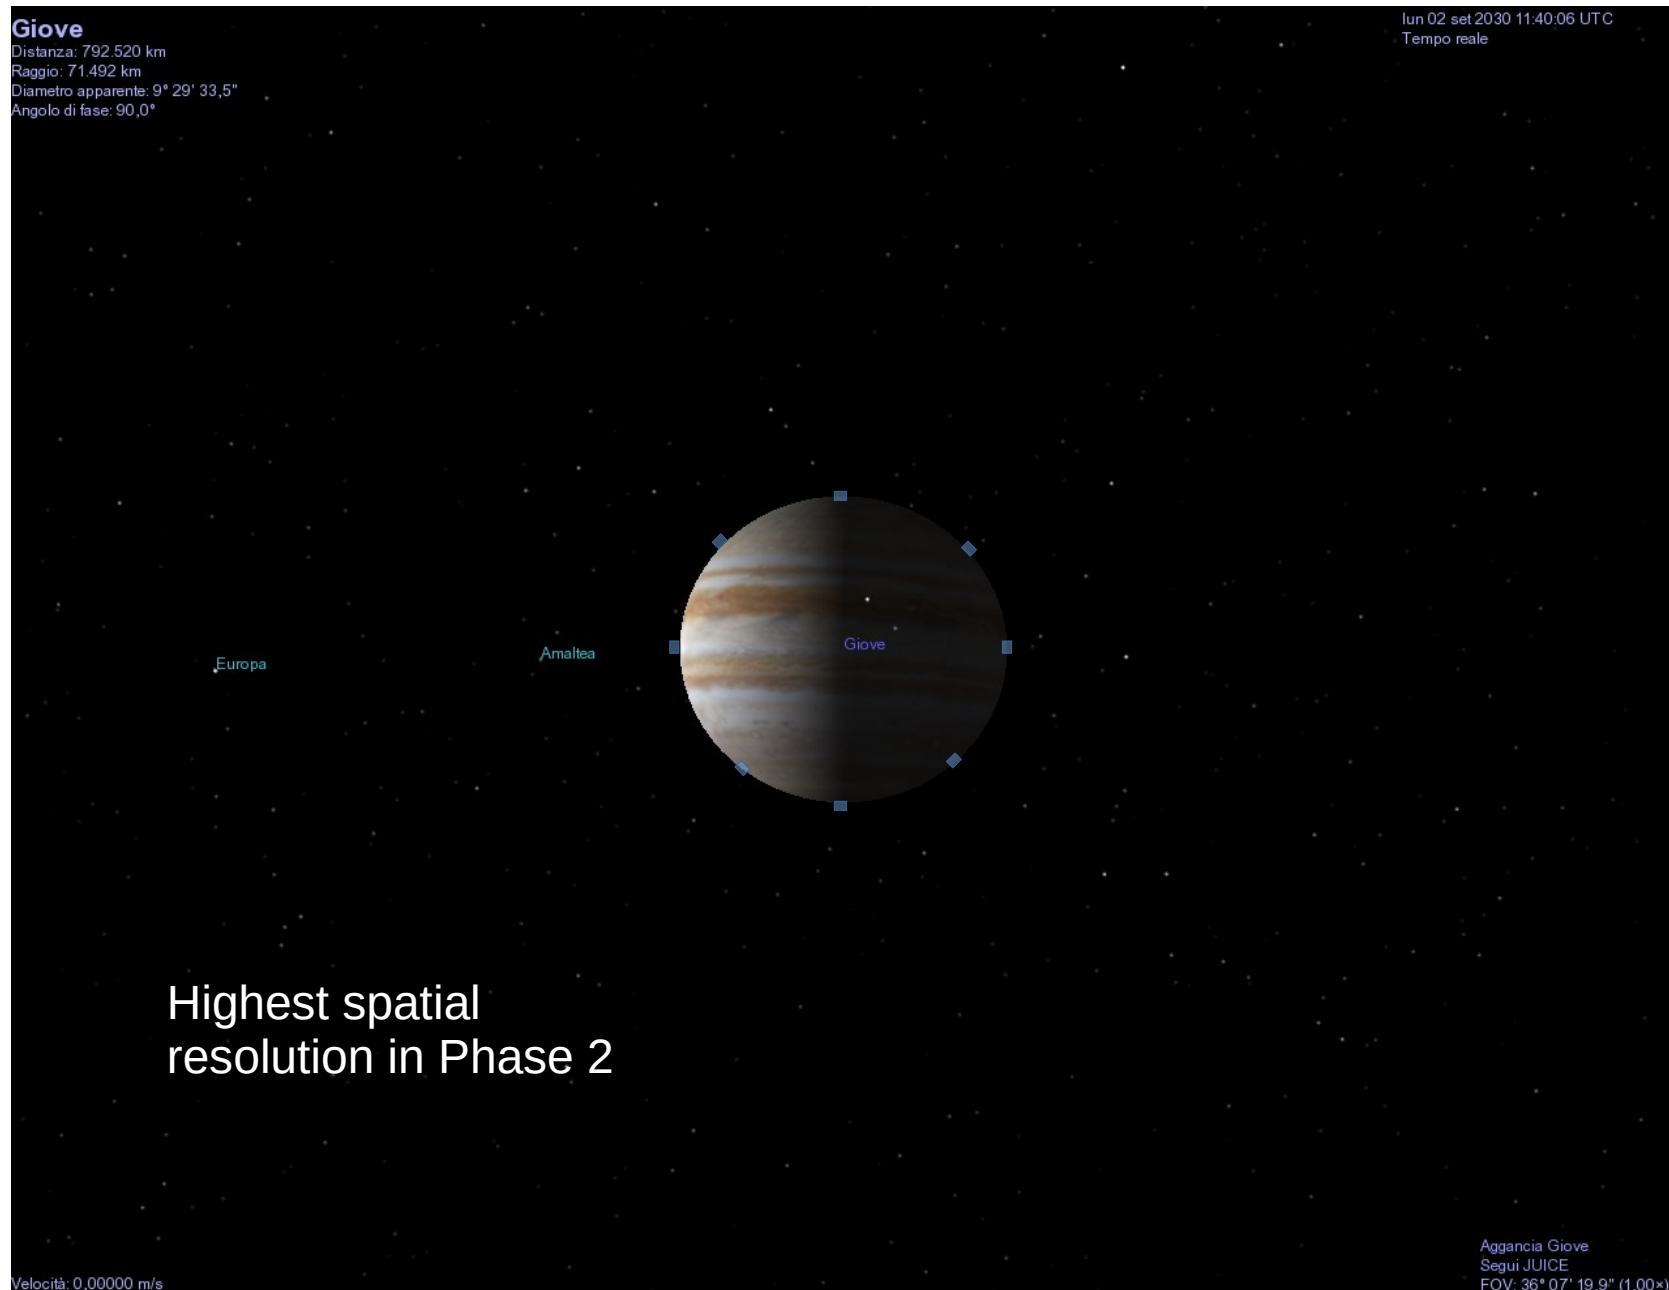 Giove
Distanza: 792.520 km
Raggio: 71.492 km
Diametro apparente: 9° 29' 33,5"
Angolo di fase: 90,0°
lun 02 set 2030 11:40:06 UTC
Tempo reale
Giove
Europa
Amaltea
Highest spatial
resolution in Phase 2
Velocità: 0,00000 m/s
Aggancia Giove
Segui JUICE
FOV: 36° 07' 19,9" (1,00×)